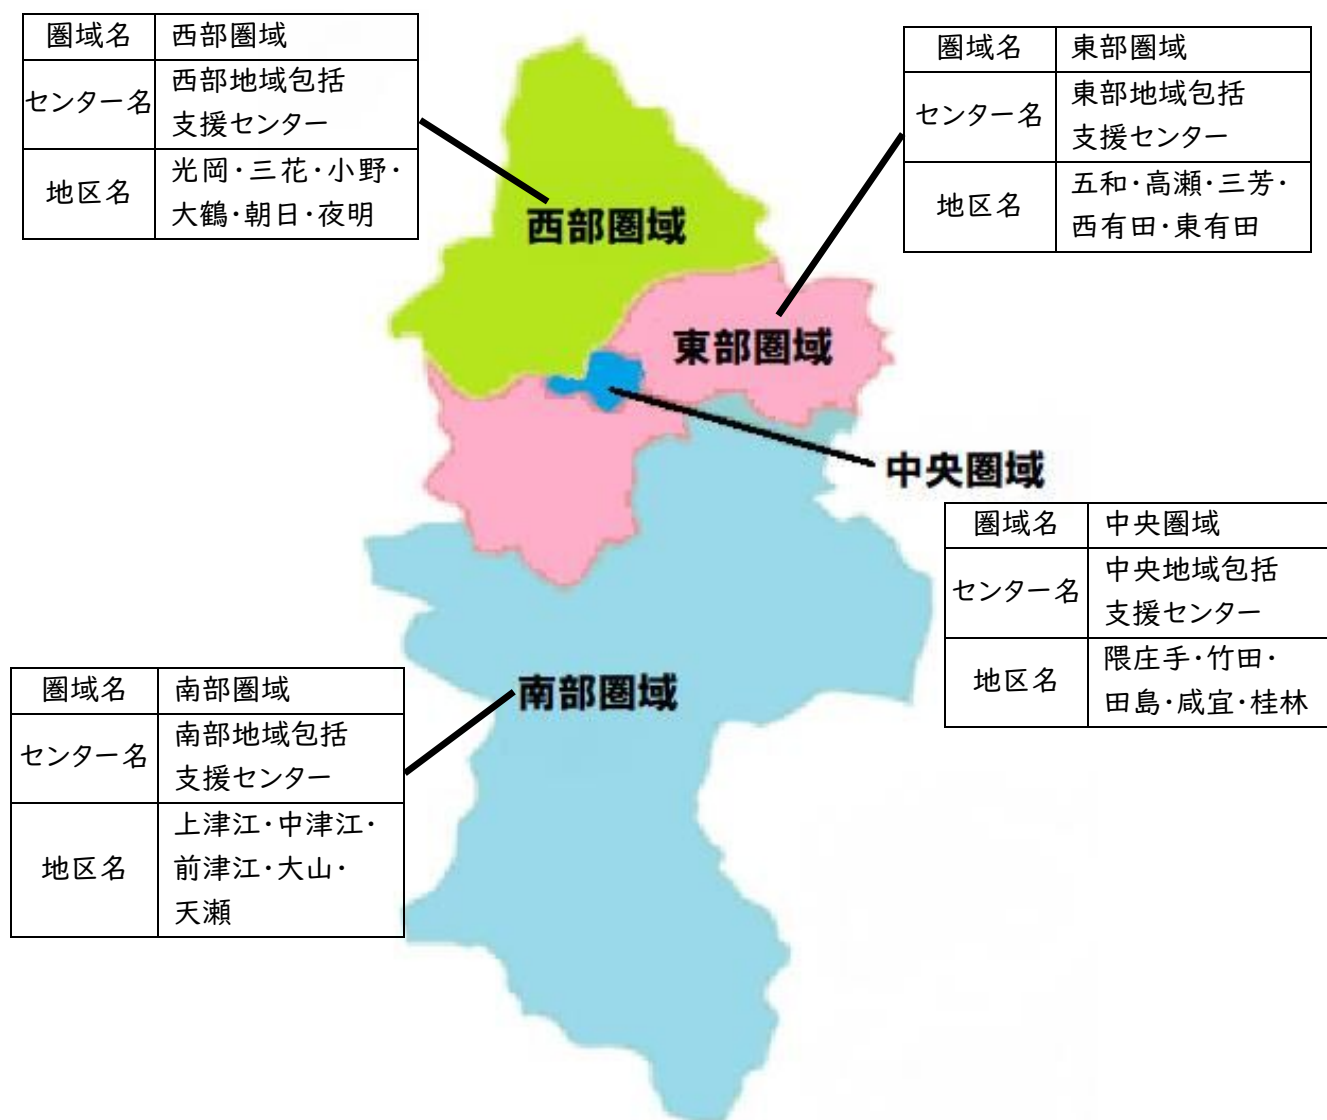 圏域名 西部圏域
センター名 西部地域包括
支援センター
地区名 光岡・三花・小野・
大鶴・朝日・夜明
圏域名 東部圏域
センター名 東部地域包括
支援センター
地区名 五和・高瀬・三芳・
西有田・東有田
西部圏域
東部圏域
中央圏域
圏域名 中央圏域
センター名 中央地域包括
支援センター
地区名 隈庄手・竹田・
田島・咸宜・桂林
南部圏域
圏域名 南部圏域
センター名 南部地域包括
支援センター
地区名 上津江・中津江・
前津江・大山・
天瀬